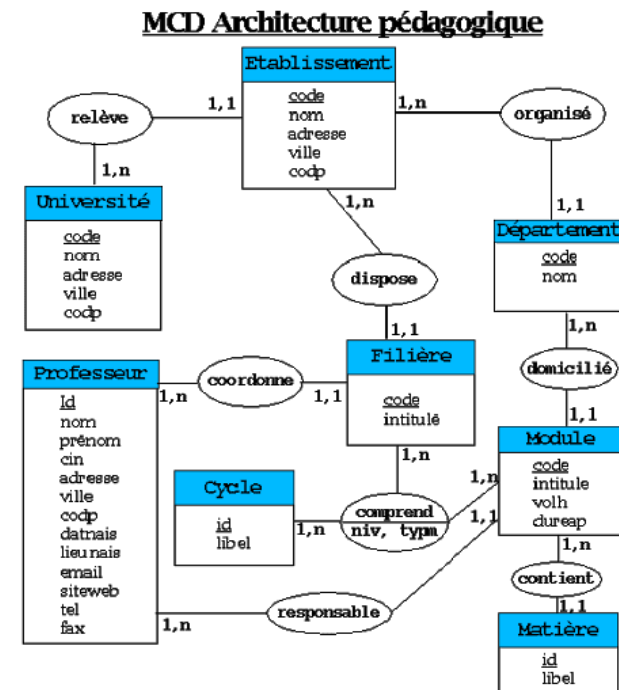 MCD Architecture pédagogique
Etablissement
code
nom
adresse
ville
codp
1,1
relève
1,n
1,n
organisé
1,1
Université
code
nom
adresse
ville
codp
1,n
dispose
1,1
Département
code
nom
1,n
domicilié
1,1
Professeur
Id
nom
prénom
cin
adresse
ville
codp
datnais
lieunais
email
siteweb
tel
fax
1,n
coordonne
1,1
Filière
code
intitulé
1,n
Cycle
id
libel
1,n
comprend
niv, typm
1,n
1,1
Module
code
intitule
volh
dureap
1,n
contient
1,1
Matière
id
libel
1,n
responsable